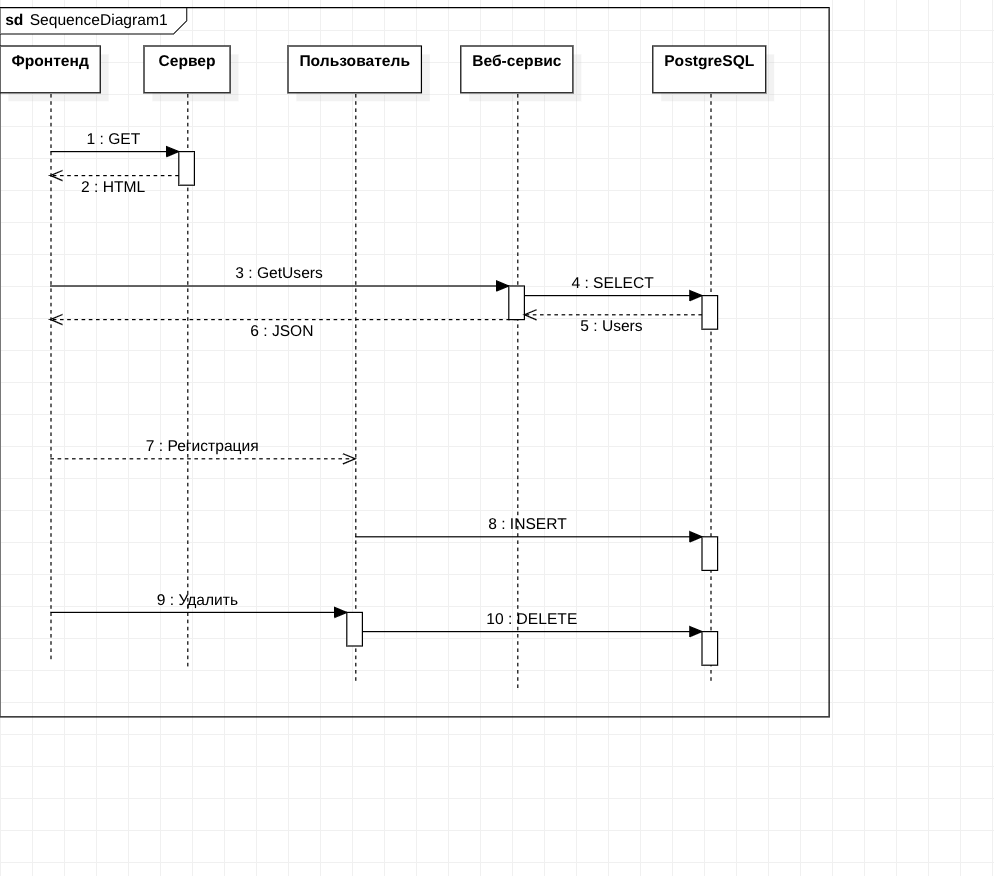 sd SequenceDiagram1
Фронтенд
Сервер
Пользователь
Веб-сервис
PostgreSQL
1 : GET
2 : HTML
3 : GetUsers
4 : SELECT
5 : Users
6 : JSON
7 : Регистрация
8 : INSERT
9 : Удалить
10 : DELETE